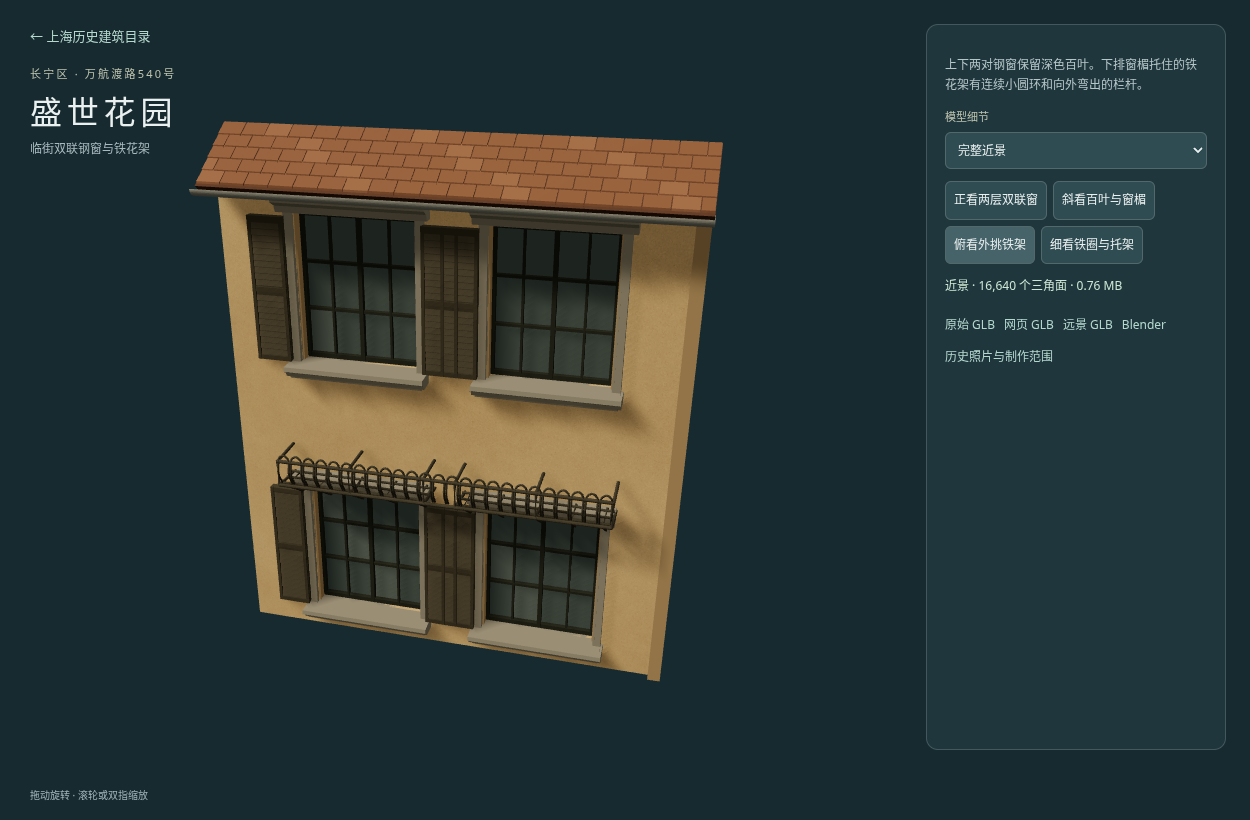 ← 上海历史建筑目录
长宁区 · 万航渡路540号
盛世花园
临街双联钢窗与铁花架
上下两对钢窗保留深色百叶。下排窗楣托住的铁
花架有连续小圆环和向外弯出的栏杆。
模型细节
完整近景
正看两层双联窗 斜看百叶与窗楣
俯看外挑铁架 细看铁圈与托架
近景 · 16,640 个三角面 · 0.76 MB
原始 GLB 网页 GLB 远景 GLB Blender
历史照片与制作范围
拖动旋转 · 滚轮或双指缩放